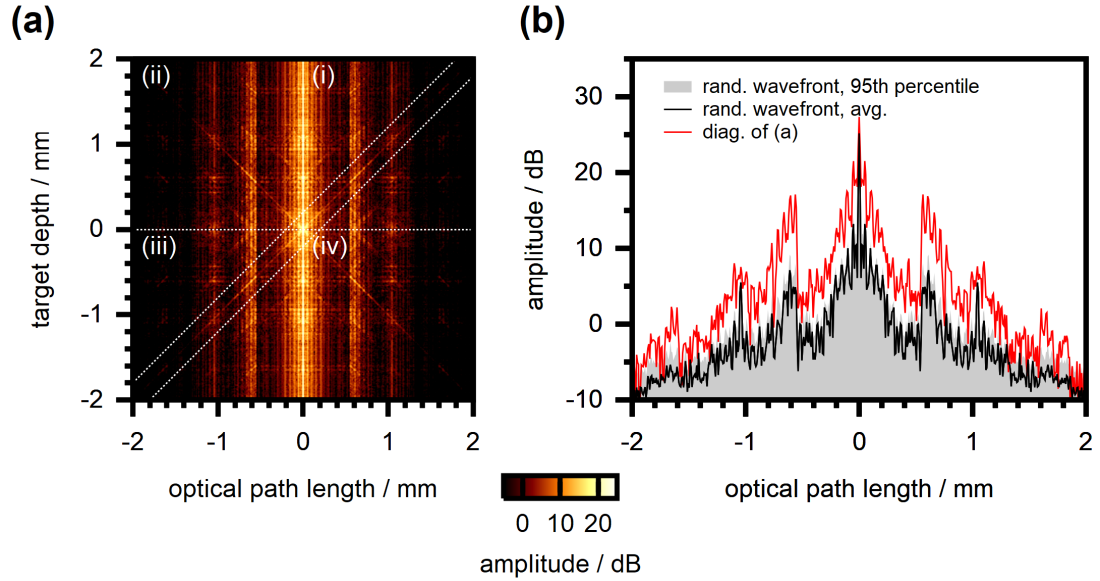 (a)
(b)
2
1
0
-1
-2
target depth / mm
(i)
(ii)
(iii)
(iv)
-2 -1 0 1 2
optical path length / mm
30
20
10
0
-10
amplitude / dB
rand. wavefront, 95th percentile
rand. wavefront, avg.
diag. of (a)
-2 -1 0 1 2
optical path length / mm
0 10 20
amplitude / dB